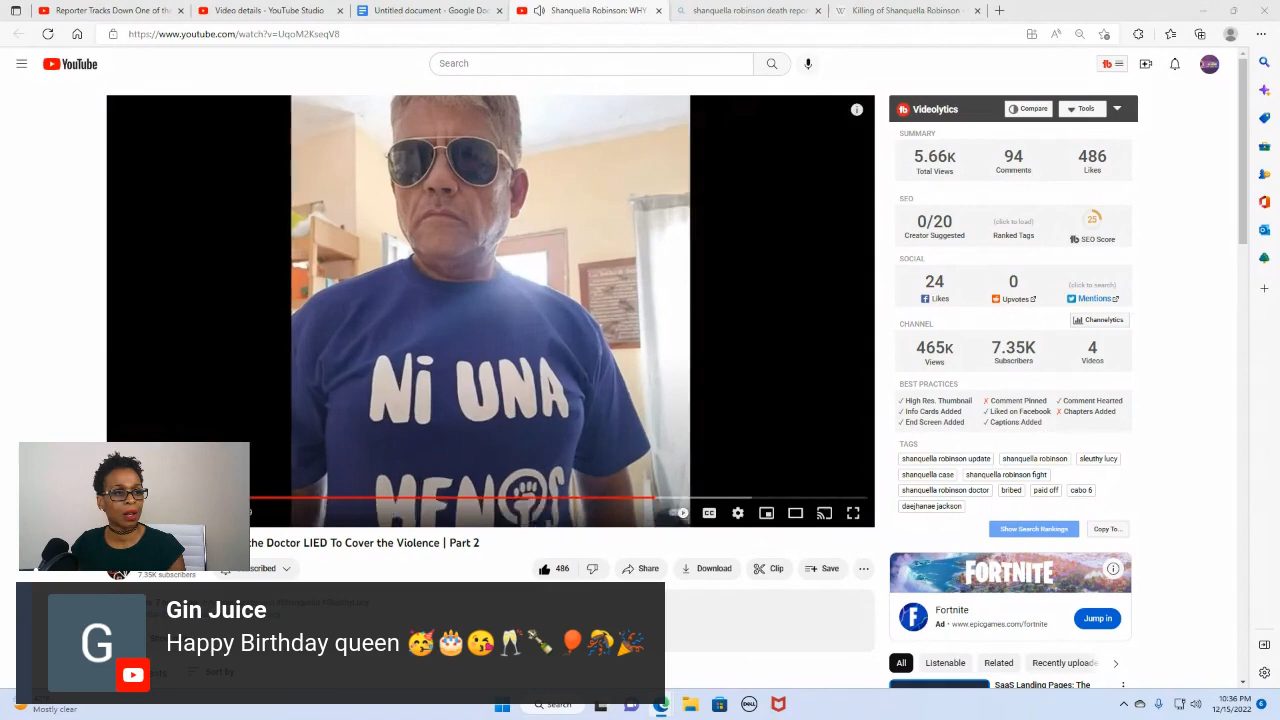 Reporter Tracks Down One of the
Video details - YouTube Studio
Untitled document - Google Doc
Shanquella Robinson: WHY
shanquella robinson death repor
Killing of Shanquella Robinson -
https://www.youtube.com/watch?v=UqoM2KseqV8
YouTube
Search
Videolytics
Compare
Tools
SUMMARY
5.66K 94 486
Total Views Comments Likes
SEO
0/20 (click to load) 25
Creator Suggested Ranked Tags SEO Score
SOCIAL
24 0 (click to search)
Likes Upvotes Mentions
CHANNEL
Channelytics
465K 7.35K 4
Views Subscribers Videos
BEST PRACTICES
✓ High Res. Thumbnail ✗ Comment Pinned ✓ Comment Hearted
✓ Info Cards Added ✓ Liked on Facebook ✗ Chapters Added
✓ End Screen Added ✓ Captions Added
TAGS
shanquella robinson update shanquella robinson sleuthy lucy
shanquella case shanquella robinson fight
shanquella robinson doctor bribed paid off cabo 6
daejhanae jackson
Show Search Rankings Copy To...
FORTNITE
Fortnite
Ad • www.epicgames.com/fortnite
Jump in
All Listenable Related Recently uploade
SaaS Landing Pages: The
NI UNA
MENOS
the Doctor LIED To Cover the Violence | Part 2
7.35K subscribers
486 Share Download Clip Save
Gin Juice
Happy Birthday queen 🥳🎂😘🥂🍾🎈🎊🎉
G
Sort by
Mostly clear
Search
DELL
10:36 PM
12/15/2022